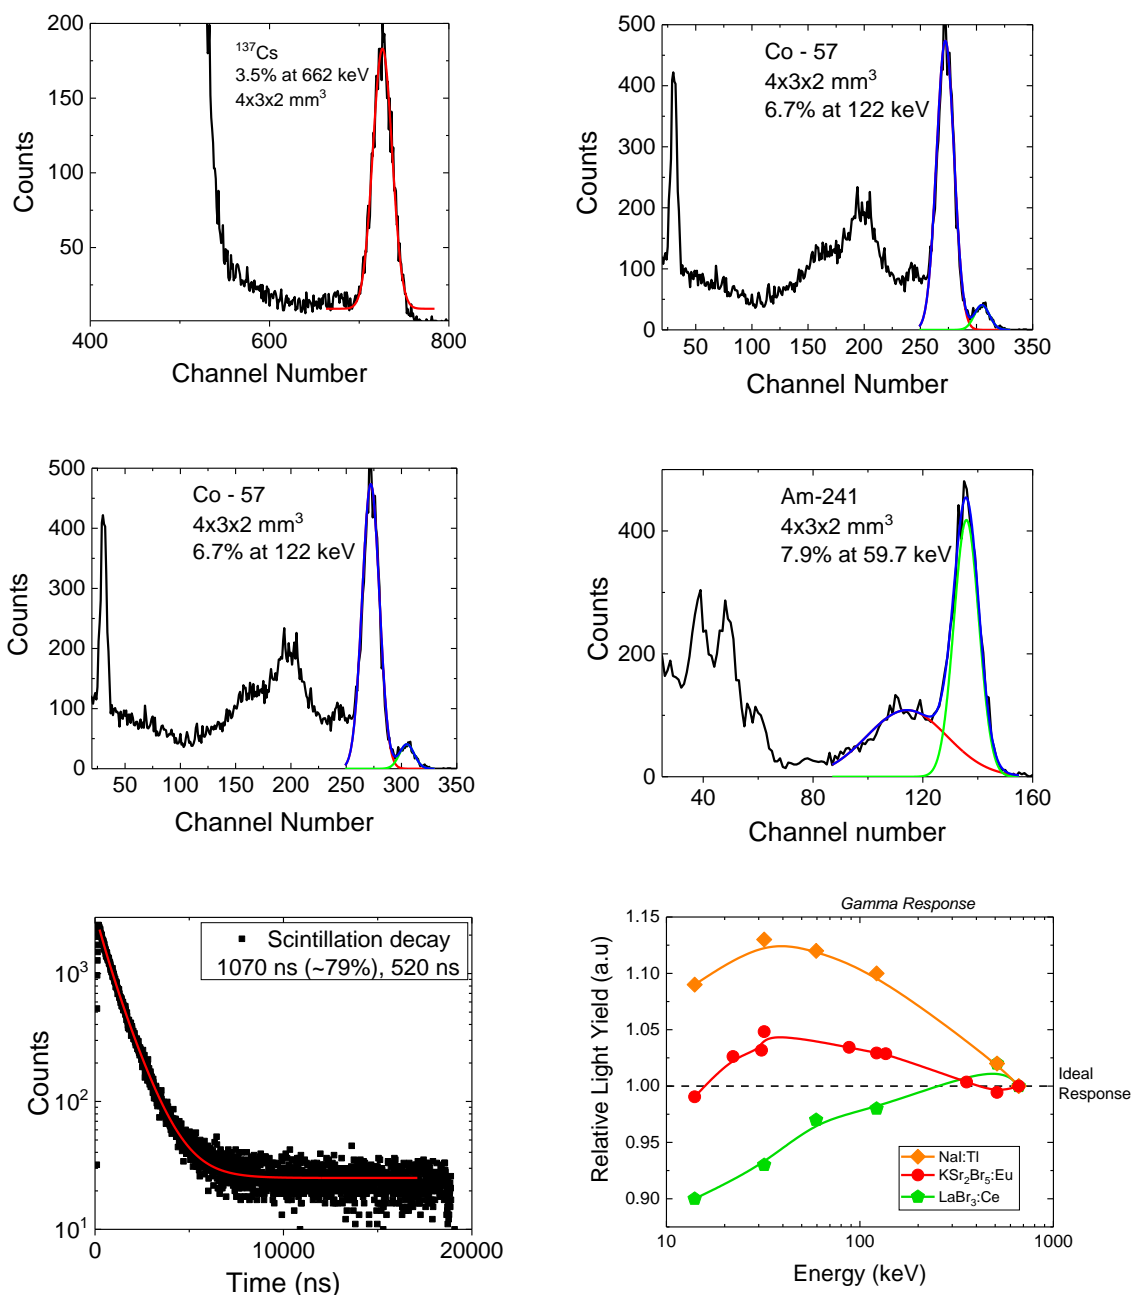 200
150
100
50
400
600
800
Counts
Channel Number
¹³⁷Cs
3.5% at 662 keV
4x3x2 mm³
500
400
300
200
100
0
50 100 150 200 250 300 350
Counts
Channel Number
Co - 57
4x3x2 mm³
6.7% at 122 keV
500
400
300
200
100
0
50 100 150 200 250 300 350
Counts
Channel Number
Co - 57
4x3x2 mm³
6.7% at 122 keV
400
200
0
40
80
120
160
Counts
Channel number
Am-241
4x3x2 mm³
7.9% at 59.7 keV
10³
10²
10¹
0
10000
20000
Counts
Time (ns)
Scintillation decay
1070 ns (~79%), 520 ns
Gamma Response
1.15
1.10
1.05
1.00
0.95
0.90
10
100
1000
Relative Light Yield (a.u)
Energy (keV)
Ideal
Response
NaI:Tl
KSr₂Br₅:Eu
LaBr₃:Ce